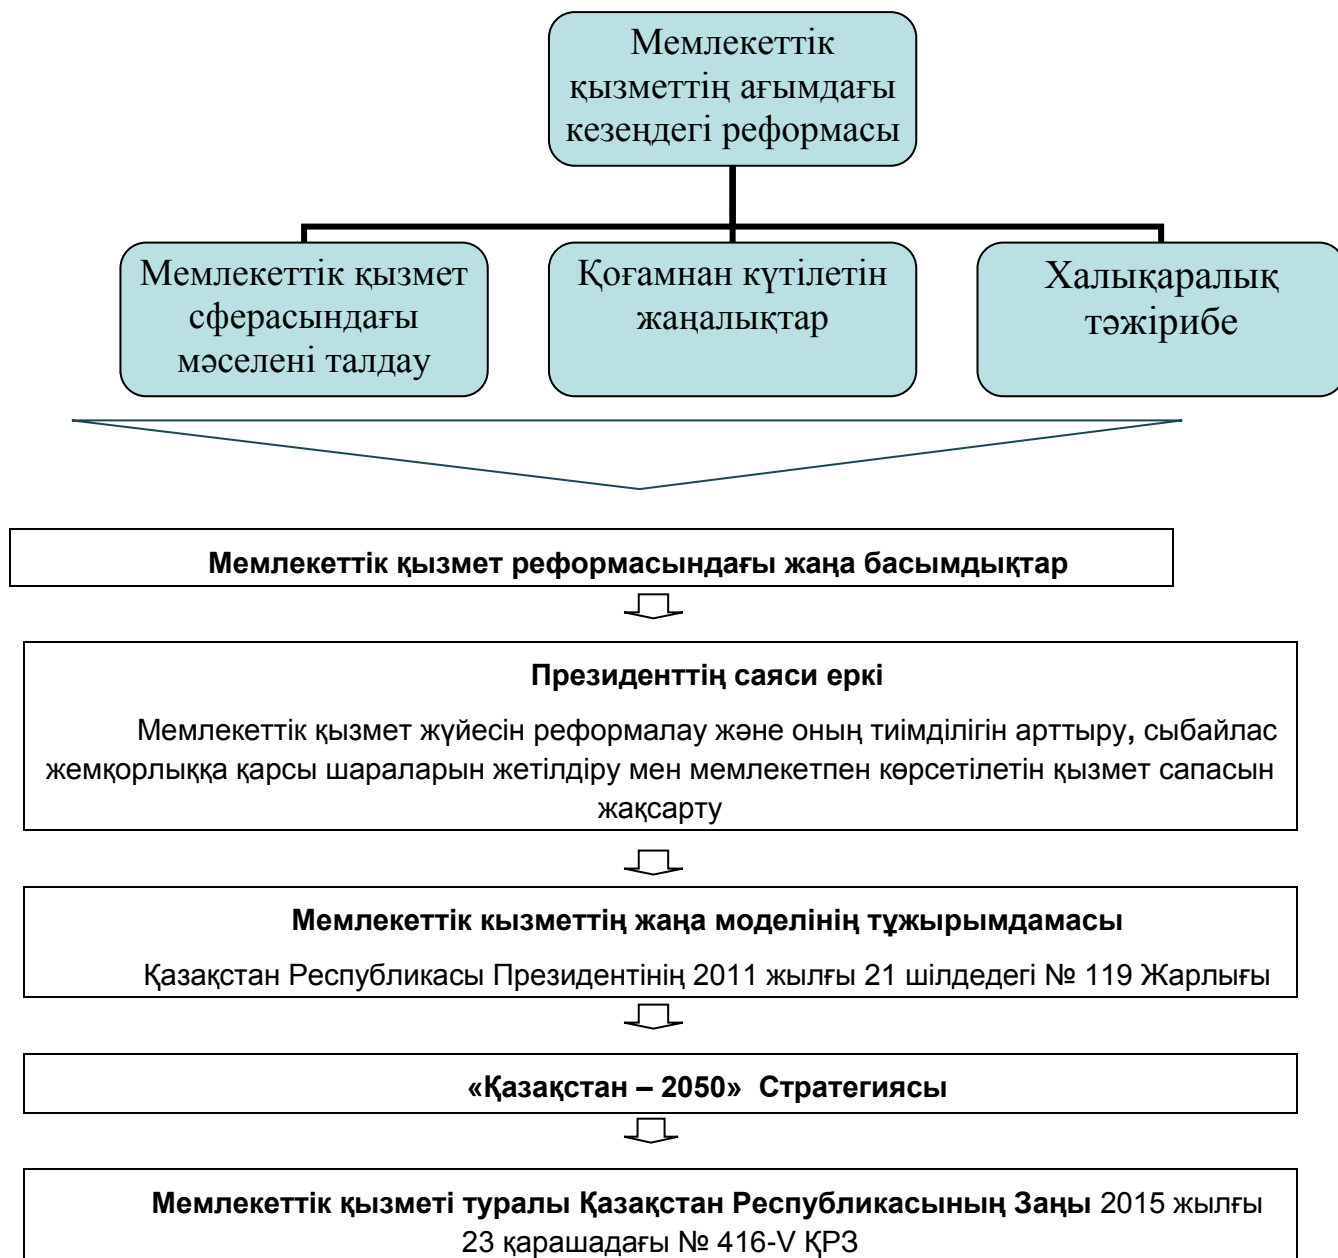 Мемлекеттік
қызметтің ағымдағы
кезеңдегі реформасы
Мемлекеттік қызмет
сферасындағы
мәселені талдау
Қоғамнан күтілетін
жаңалықтар
Халықаралық
тәжірибе
Мемлекеттік қызмет реформасындағы жаңа басымдықтар
Президенттің саяси еркі
Мемлекеттік қызмет жүйесін реформалау және оның тиімділігін арттыру, сыбайлас
жемқорлыққа қарсы шараларын жетілдіру мен мемлекетпен көрсетілетін қызмет сапасын
жақсарту
Мемлекеттік кызметтің жаңа моделінің тұжырымдамасы
Қазақстан Республикасы Президентінің 2011 жылғы 21 шілдедегі № 119 Жарлығы
«Қазақстан – 2050» Стратегиясы
Мемлекеттік қызметі туралы Қазақстан Республикасының Заңы 2015 жылғы
23 қарашадағы № 416-V ҚРЗ